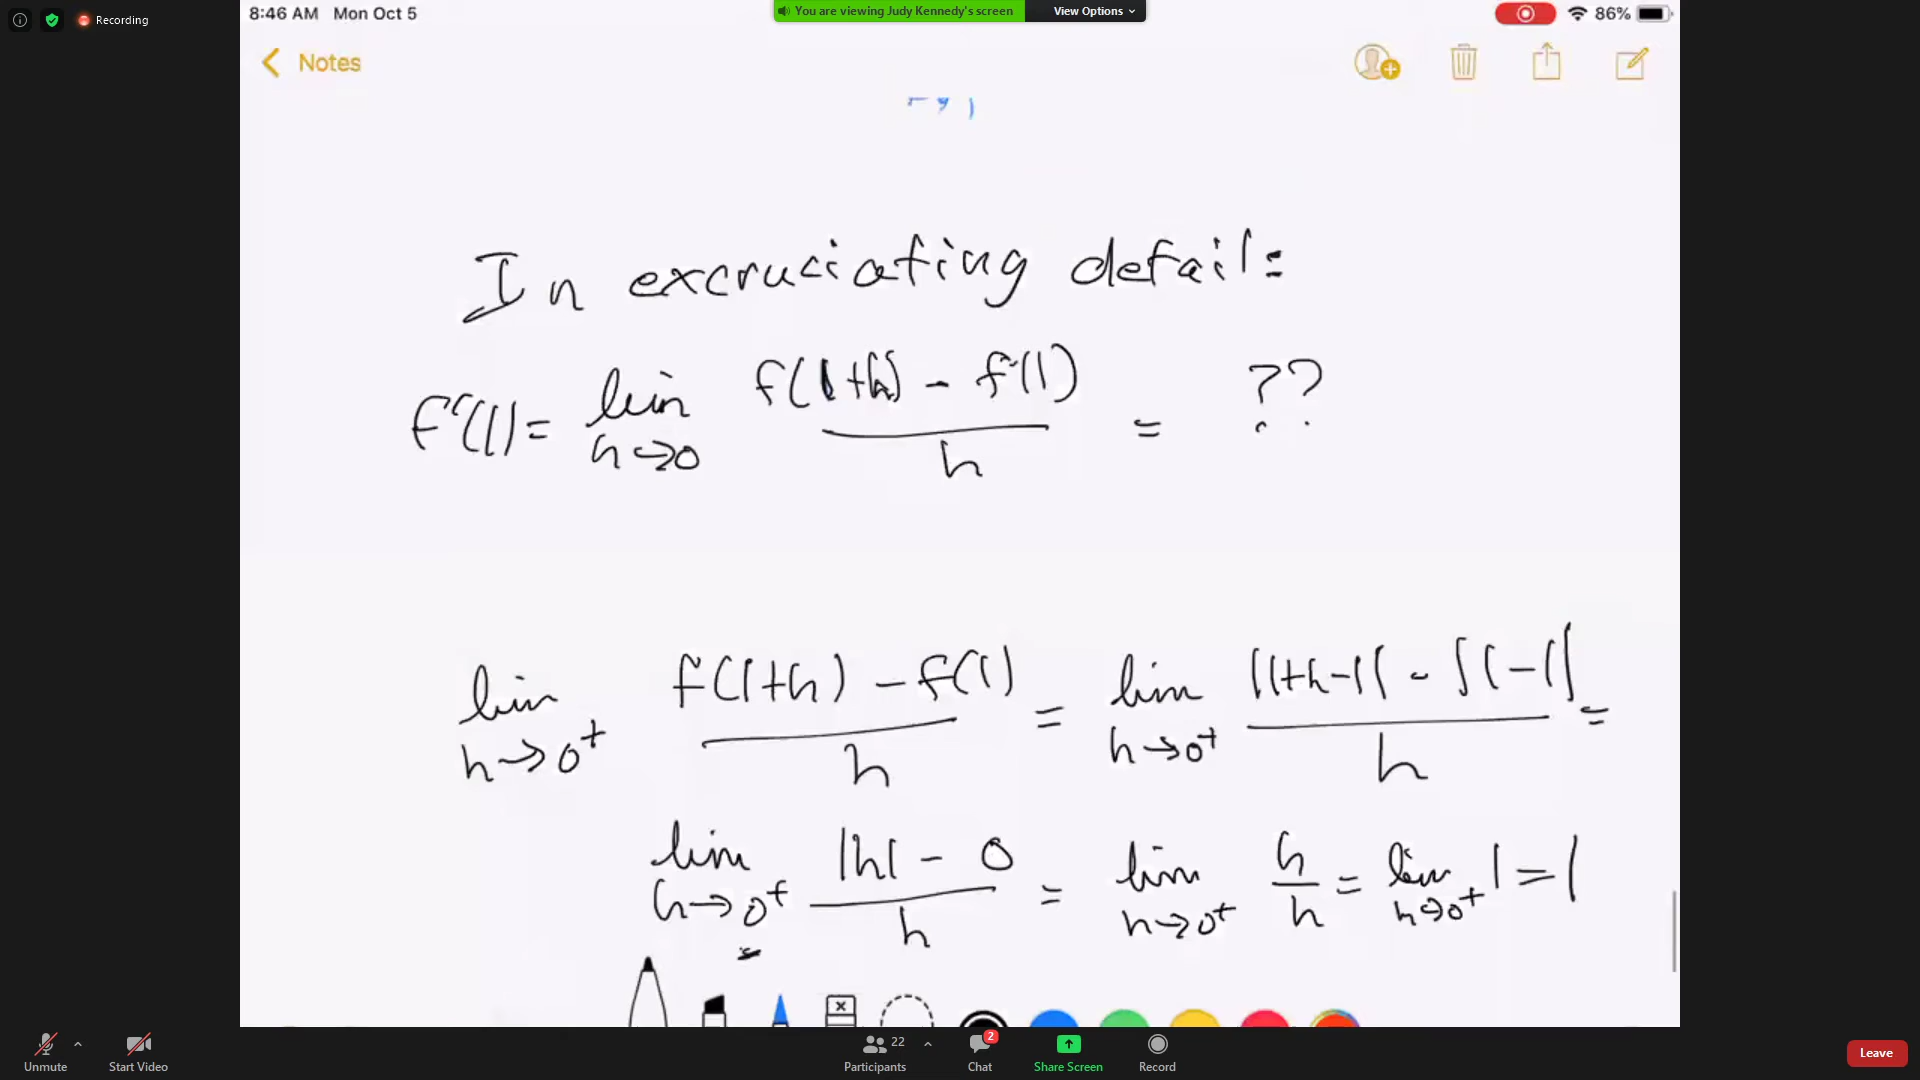 Recording
8:46 AM Mon Oct 5
You are viewing Judy Kennedy's screen
View Options
86%
Notes
In excruciating detail:
f'(1) = lim h→0 f(1+h) - f(1) / h = ??
lim h→0⁺ f(1+h) - f(1) / h = lim h→0⁺ |1+h-1| - |1-1| / h =
lim h→0⁺ |h| - 0 / h = lim h→0⁺ h / h = lim h→0⁺ 1 = 1
Unmute
Start Video
22
Participants
2
Chat
Share Screen
Record
Leave